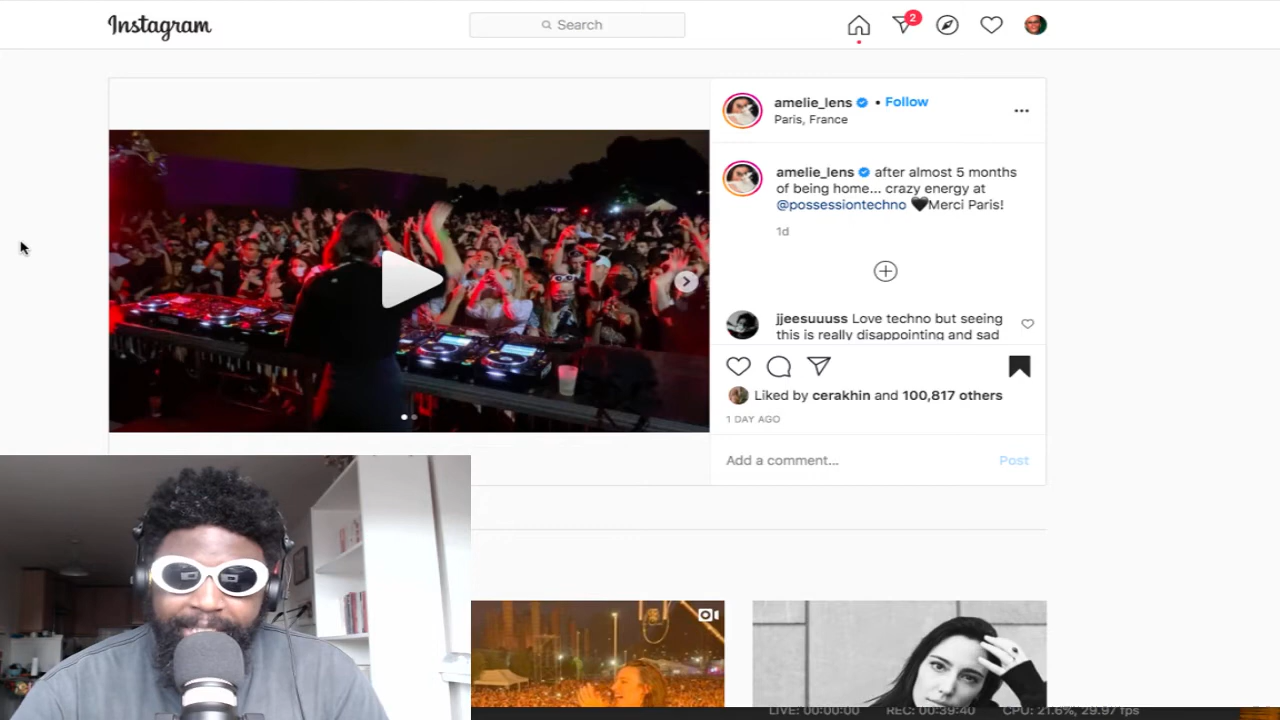 Instagram
Search
2
amelie_lens • Follow
Paris, France
amelie_lens after almost 5 months
of being home... crazy energy at
@possessiontechno 🖤Merci Paris!
1d
jjeesuuuss Love techno but seeing
this is really disappointing and sad
Liked by cerakhin and 100,817 others
1 DAY AGO
Add a comment...
Post
LIVE: 00:00:00 REC: 00:39:40 CPU: 21.6%, 29.97 fps